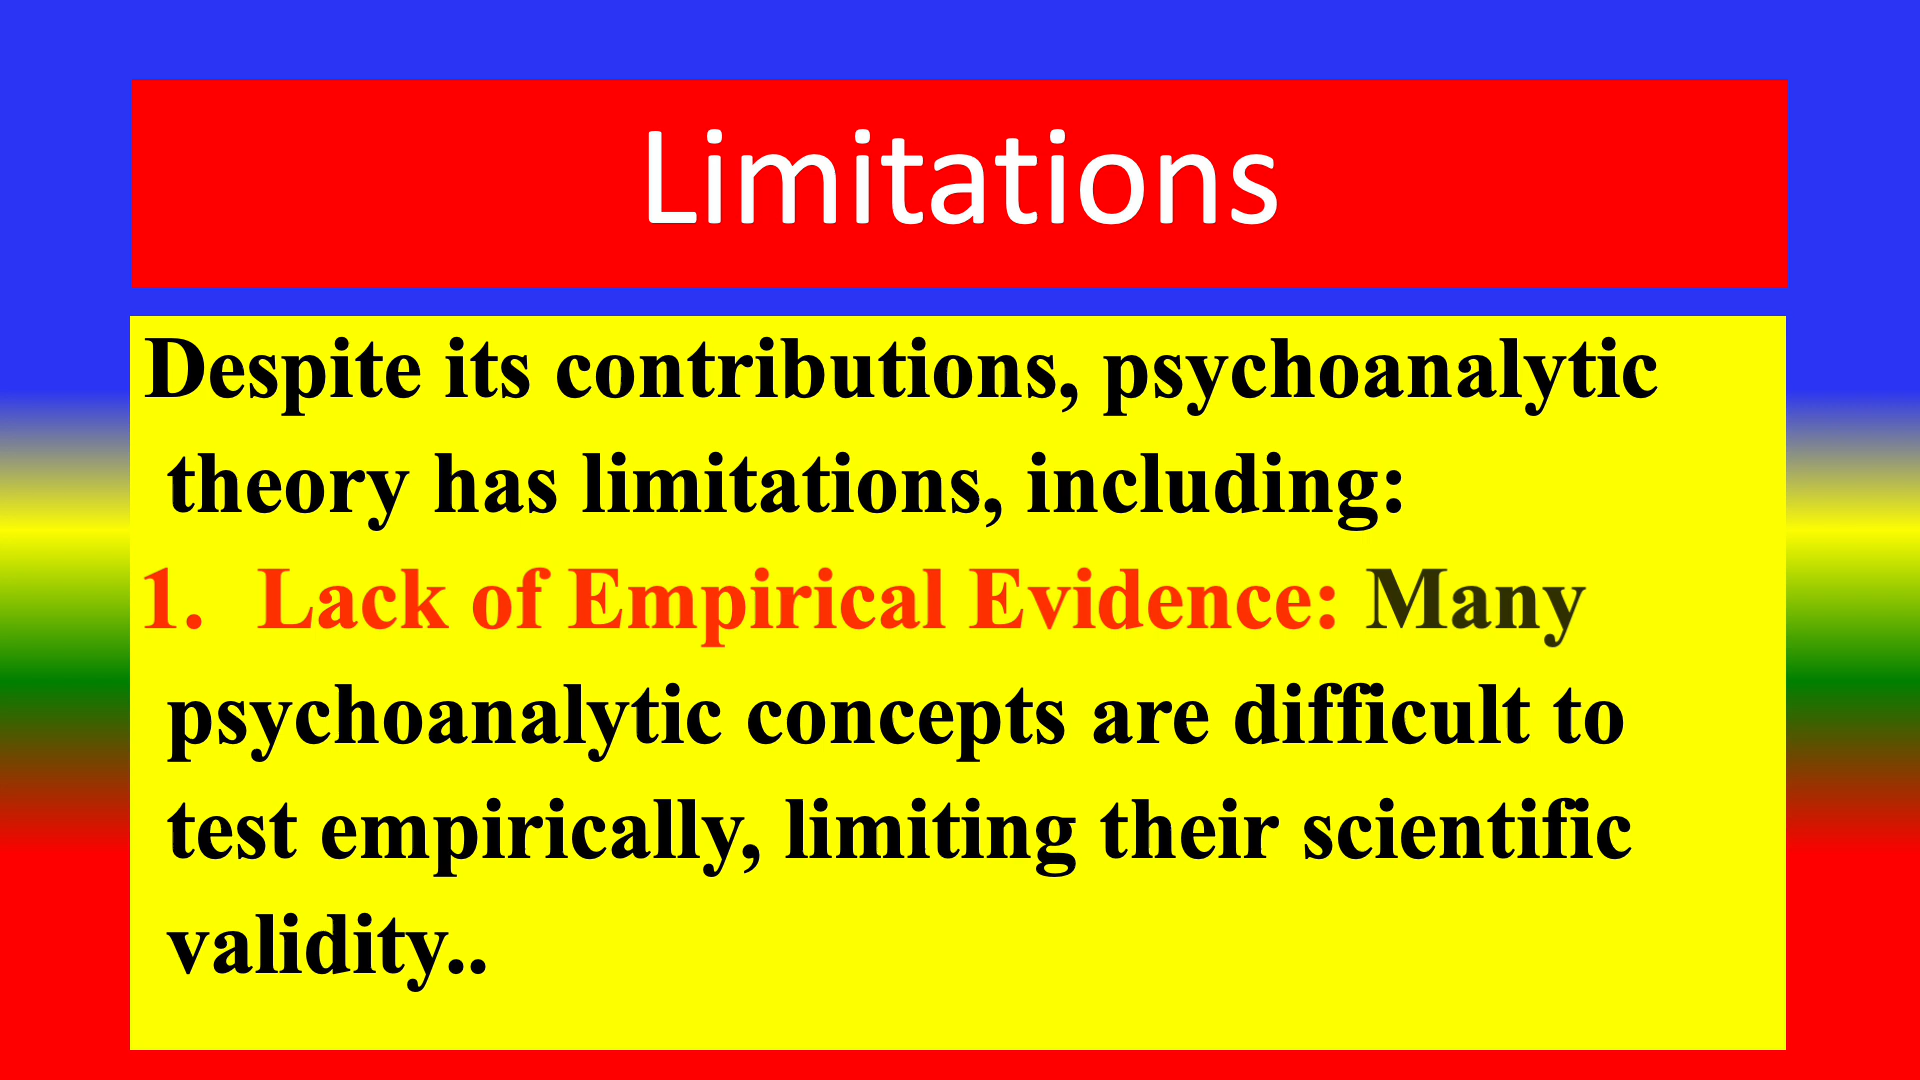 Limitations
Despite its contributions, psychoanalytic
theory has limitations, including:
1. Lack of Empirical Evidence: Many
psychoanalytic concepts are difficult to
test empirically, limiting their scientific
validity..